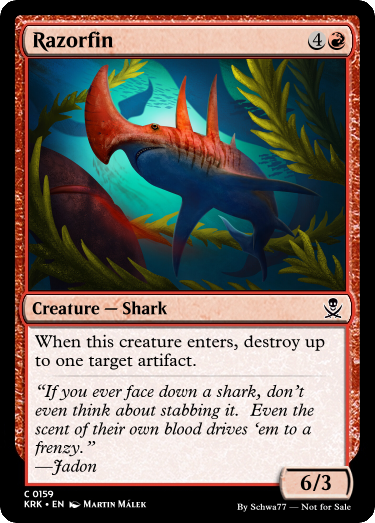 Razorfin
4
Creature — Shark
When this creature enters, destroy up
to one target artifact.
“If you ever face down a shark, don’t
even think about stabbing it.  Even the
scent of their own blood drives ‘em to a
frenzy.”
—Jadon
6/3
C 0159
KRK • EN Martin Málek
By Schwa77 — Not for Sale